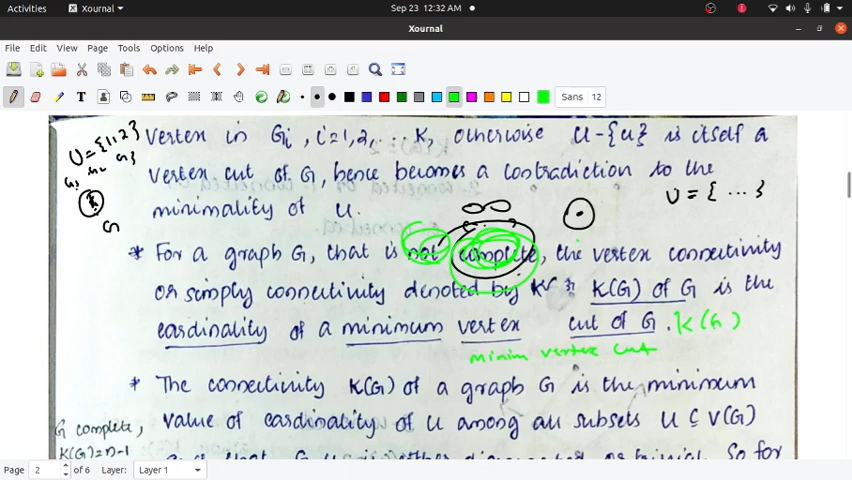 Activities Xournal Sep 23 12:32 AM
Xournal
File Edit View Page Tools Journal Options Help
T Sans 12
U={1,2}
vertex in Gi, i=1,2, ... K, otherwise U-{u} is itself a
vertex cut of G, hence becomes a contradiction to the
U={ ... }
minimality of U.
G
* For a graph G, that is not complete, the vertex connectivity
or simply connectivity denoted by K(G) of G is the
cardinality of a minimum vertex cut of G. K(G)
minim vertex cut
* The connectivity K(G) of a graph G is the minimum
G complete,
K(G)=n-1
value of cardinality of U among all subsets U ⊆ V(G)
Page 2 of 6 Layer: Layer 1